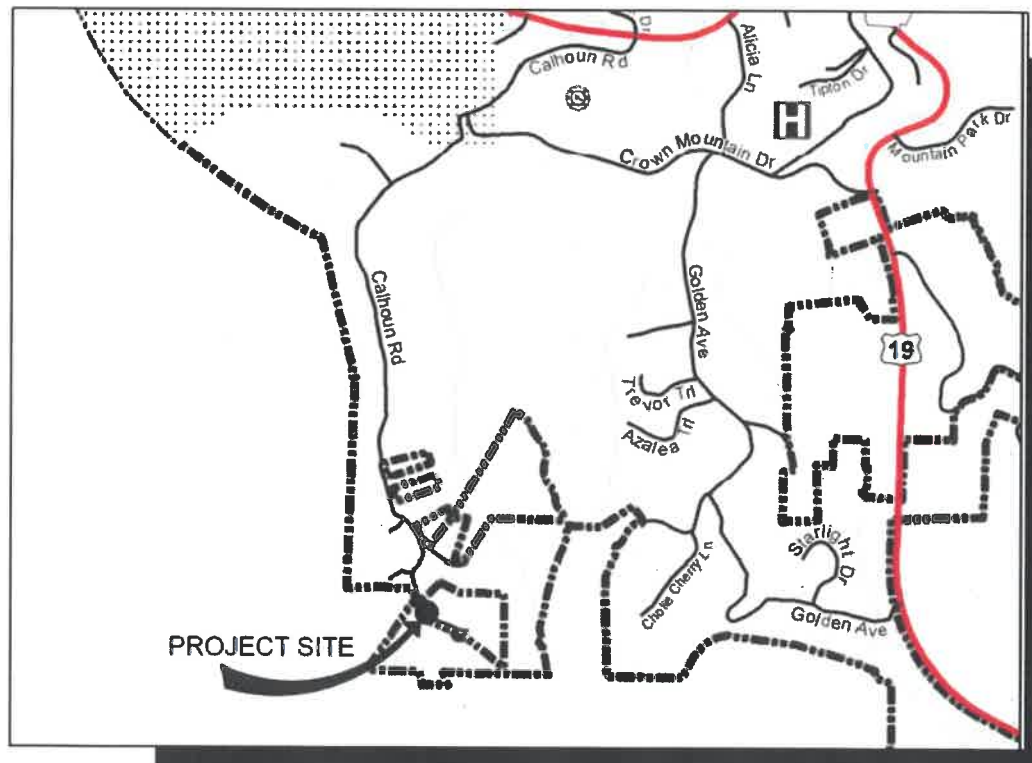 Dr
Calhoun Rd
Alicia Ln
Tipton Dr
H
Mountain Park Dr
Crown Mountain Dr
Calhoun Rd
Golden Ave
19
Trevor Trl
Azalea Trl
Starlight Dr
Choke Cherry Ln
Golden Ave
PROJECT SITE